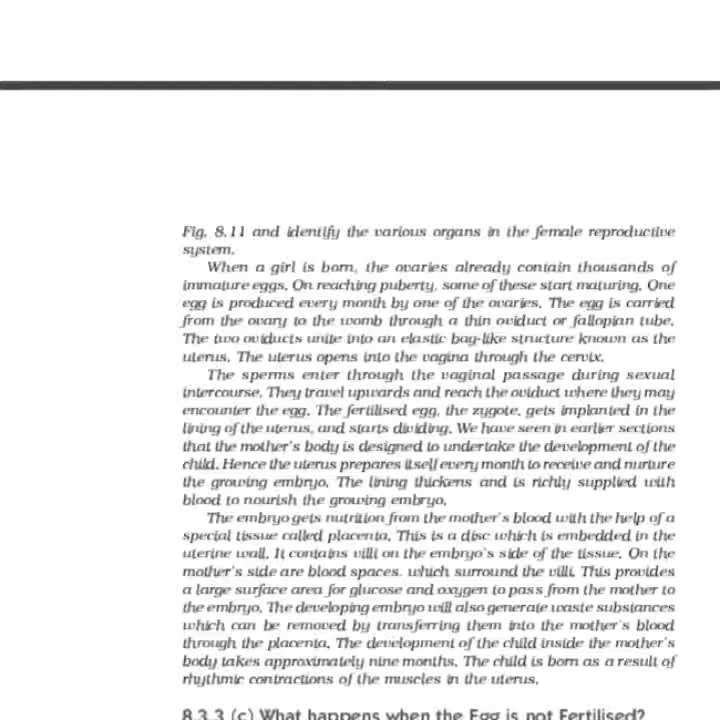 Fig. 8.11 and identify the various organs in the female reproductive
system.
When a girl is born, the ovaries already contain thousands of
immature eggs. On reaching puberty, some of these start maturing. One
egg is produced every month by one of the ovaries. The egg is carried
from the ovary to the womb through a thin oviduct or fallopian tube.
The two oviducts unite into an elastic bag-like structure known as the
uterus. The uterus opens into the vagina through the cervix.
The sperms enter through the vaginal passage during sexual
intercourse. They travel upwards and reach the oviduct where they may
encounter the egg. The fertilised egg, the zygote, gets implanted in the
lining of the uterus, and starts dividing. We have seen in earlier sections
that the mother's body is designed to undertake the development of the
child. Hence the uterus prepares itself every month to receive and nurture
the growing embryo. The lining thickens and is richly supplied with
blood to nourish the growing embryo.
The embryo gets nutrition from the mother's blood with the help of a
special tissue called placenta. This is a disc which is embedded in the
uterine wall. It contains villi on the embryo's side of the tissue. On the
mother's side are blood spaces, which surround the villi. This provides
a large surface area for glucose and oxygen to pass from the mother to
the embryo. The developing embryo will also generate waste substances
which can be removed by transferring them into the mother's blood
through the placenta. The development of the child inside the mother's
body takes approximately nine months. The child is born as a result of
rhythmic contractions of the muscles in the uterus.
8.3.3 (c) What happens when the Egg is not Fertilised?